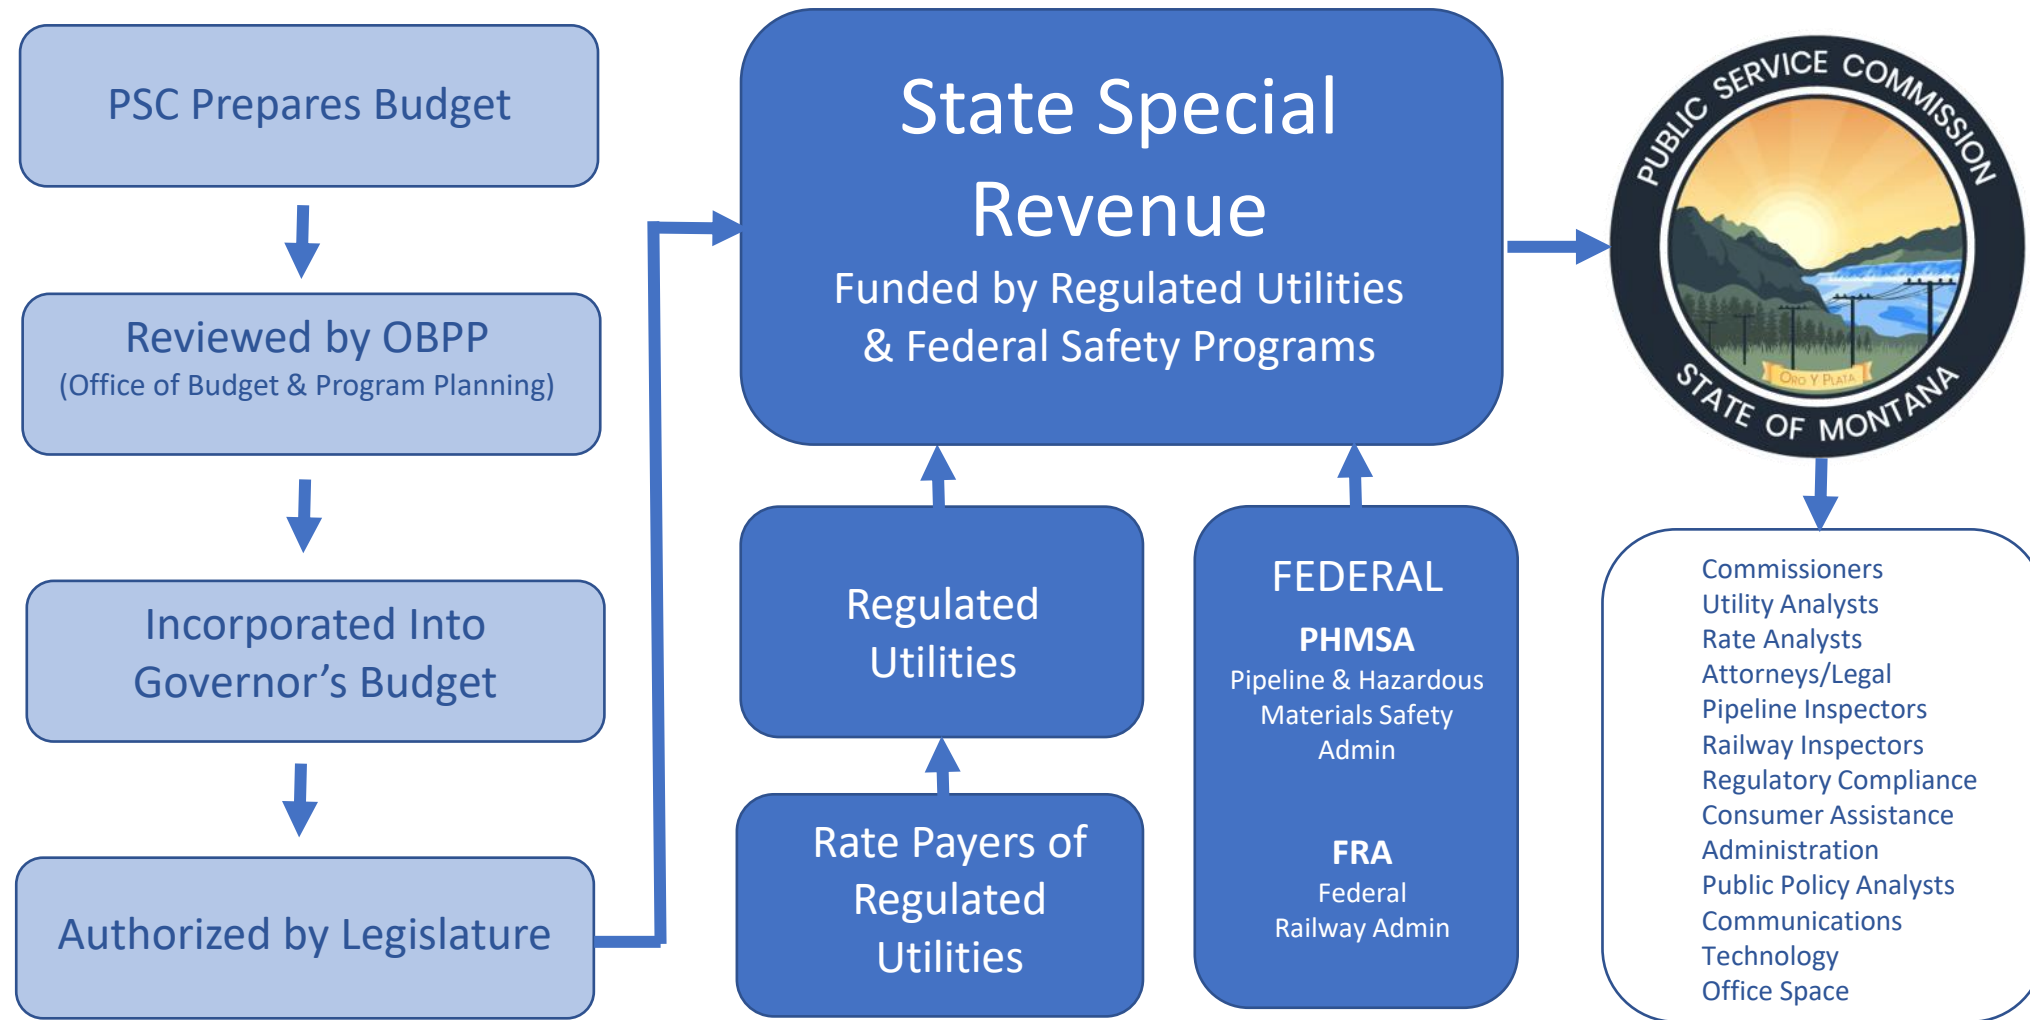 PSC Prepares Budget
Reviewed by OBPP
(Office of Budget & Program Planning)
Incorporated Into
Governor’s Budget
Authorized by Legislature
State Special
Revenue
Funded by Regulated Utilities
& Federal Safety Programs
Regulated
Utilities
Rate Payers of
Regulated
Utilities
FEDERAL
PHMSA
Pipeline & Hazardous
Materials Safety
Admin
FRA
Federal
Railway Admin
PUBLIC SERVICE COMMISSION
ORO Y PLATA
STATE OF MONTANA
Commissioners
Utility Analysts
Rate Analysts
Attorneys/Legal
Pipeline Inspectors
Railway Inspectors
Regulatory Compliance
Consumer Assistance
Administration
Public Policy Analysts
Communications
Technology
Office Space